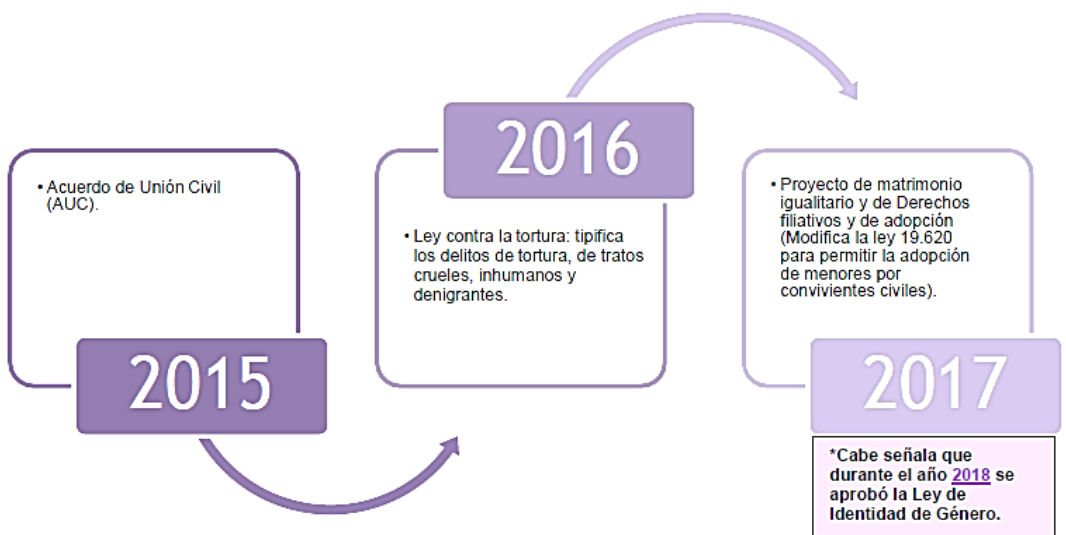 • Acuerdo de Unión Civil
(AUC).
2015
2016
• Ley contra la tortura: tipifica
los delitos de tortura, de tratos
crueles, inhumanos y
denigrantes.
• Proyecto de matrimonio
igualitario y de Derechos
filiativos y de adopción
(Modifica la ley 19.620
para permitir la adopción
de menores por
convivientes civiles).
2017
*Cabe señala que
durante el año 2018 se
aprobó la Ley de
Identidad de Género.